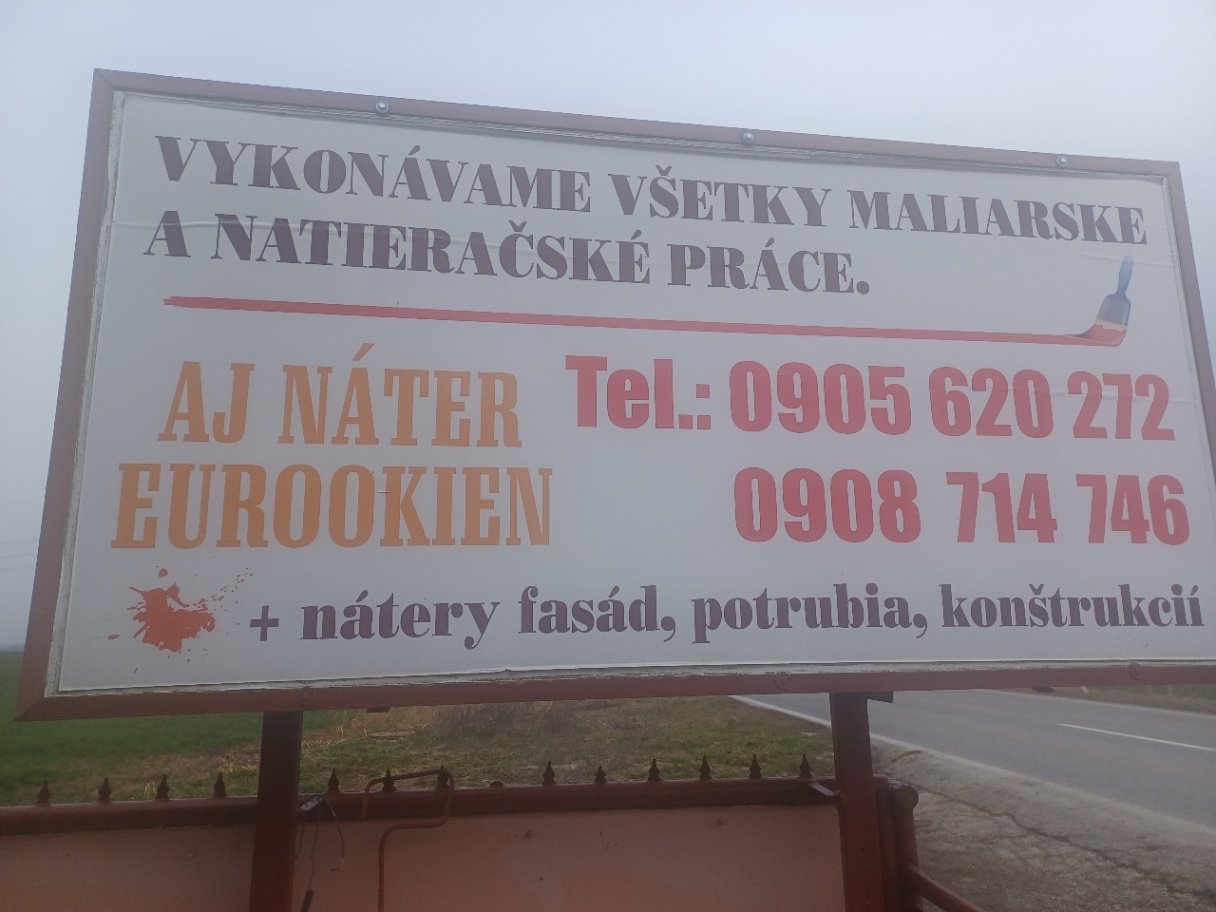 VYKONÁVAME VŠETKY MALIARSKE
A NATIERAČSKÉ PRÁCE.
AJ NÁTER
EUROOKIEN
Tel.: 0905 620 272
0908 714 746
+ nátery fasád, potrubia, konštrukcií